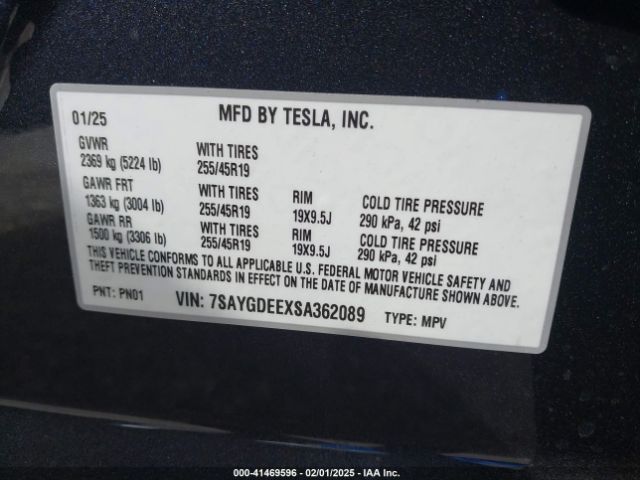 01/25 MFD BY TESLA, INC.
GVWR
2369 kg (5224 lb) WITH TIRES 255/45R19
GAWR FRT
1363 kg (3004 lb) WITH TIRES 255/45R19 RIM 19X9.5J COLD TIRE PRESSURE 290 kPa, 42 psi
GAWR RR
1500 kg (3306 lb) WITH TIRES 255/45R19 RIM 19X9.5J COLD TIRE PRESSURE 290 kPa, 42 psi
THIS VEHICLE CONFORMS TO ALL APPLICABLE U.S. FEDERAL MOTOR VEHICLE SAFETY AND
THEFT PREVENTION STANDARDS IN EFFECT ON THE DATE OF MANUFACTURE SHOWN ABOVE.
PNT: PN01 VIN: 7SAYGDEEXSA362089 TYPE: MPV
000-41469596 - 02/01/2025 - IAA Inc.